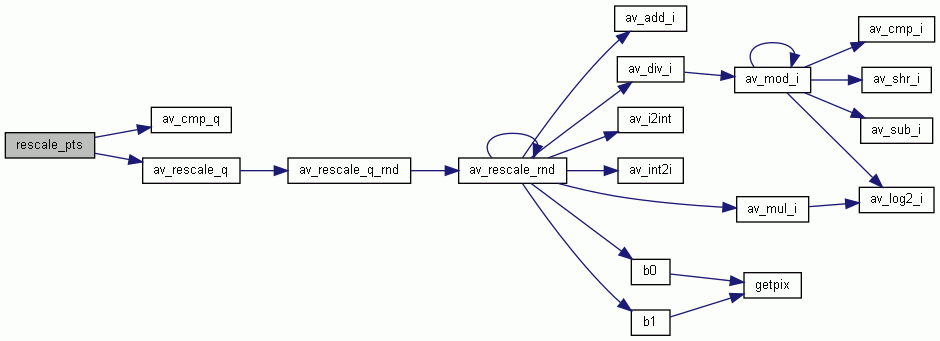 rescale_pts
av_cmp_q
av_rescale_q
av_rescale_q_rnd
av_rescale_rnd
av_add_i
av_div_i
av_i2int
av_int2i
av_mul_i
b0
b1
av_mod_i
getpix
av_cmp_i
av_shr_i
av_sub_i
av_log2_i